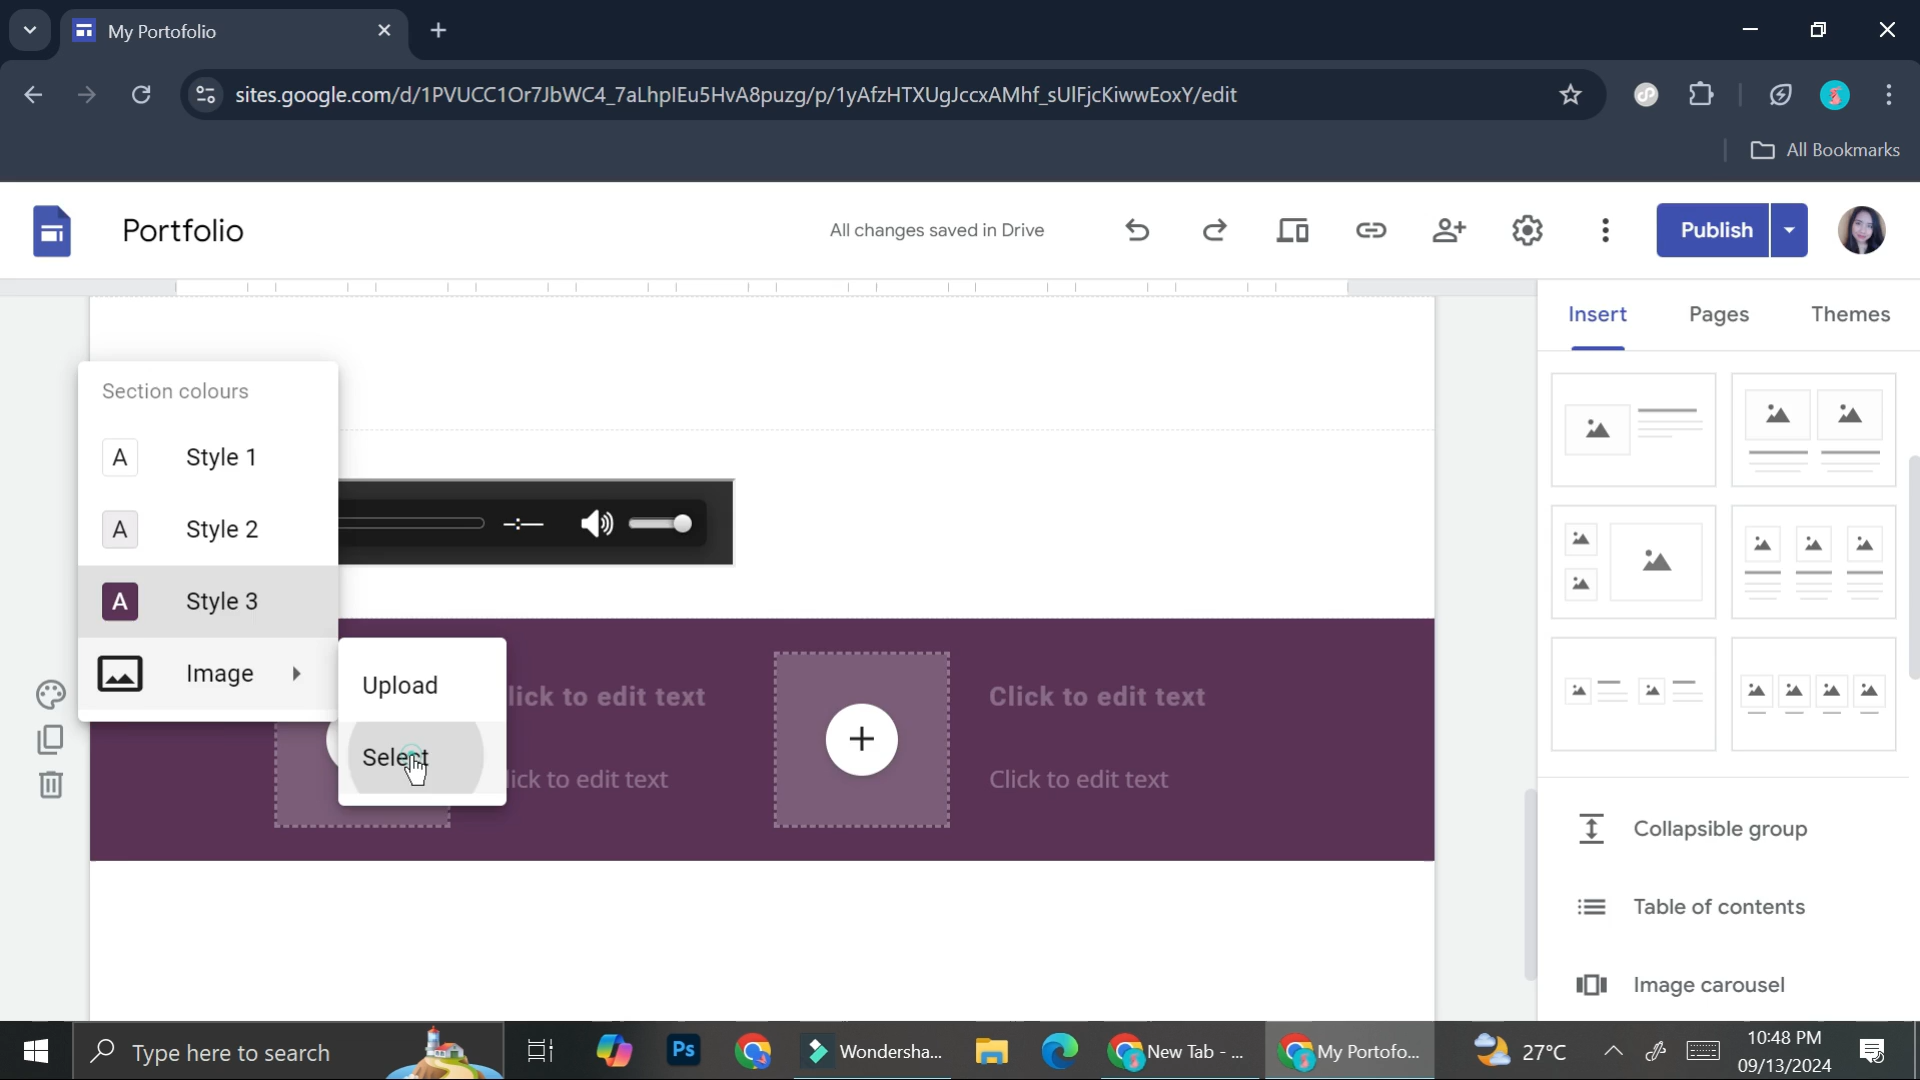 My Portofolio
sites.google.com/d/1PVUCC1Or7JbWC4_7aLhpIEu5HvA8puzg/p/1yAfzHTXUgJccxAMhf_sUIFjcKiwwEoxY/edit
All Bookmarks
Portfolio
All changes saved in Drive
Publish
Insert
Pages
Themes
Section colours
A Style 1
A Style 2
A Style 3
Image
Upload
Select
lick to edit text
lick to edit text
Click to edit text
Click to edit text
Collapsible group
Table of contents
Image carousel
Type here to search
Ps
Wondersha...
New Tab - ...
My Portofo...
27°C
10:48 PM
09/13/2024